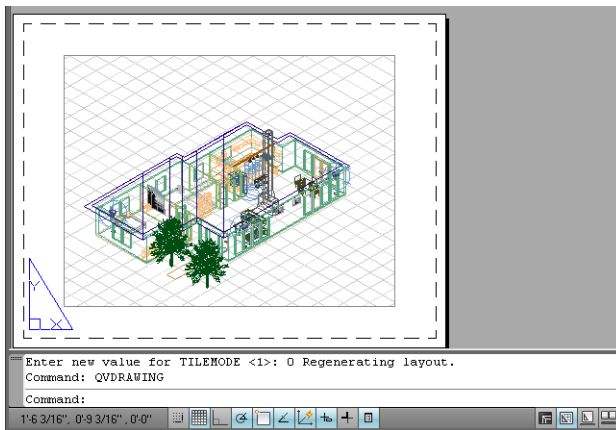 Y
X
Enter new value for TILEMODE <1>: 0 Regenerating layout.
Command: QVDRAWING
Command:
1'-6 3/16", 0'-9 3/16" , 0'-0"